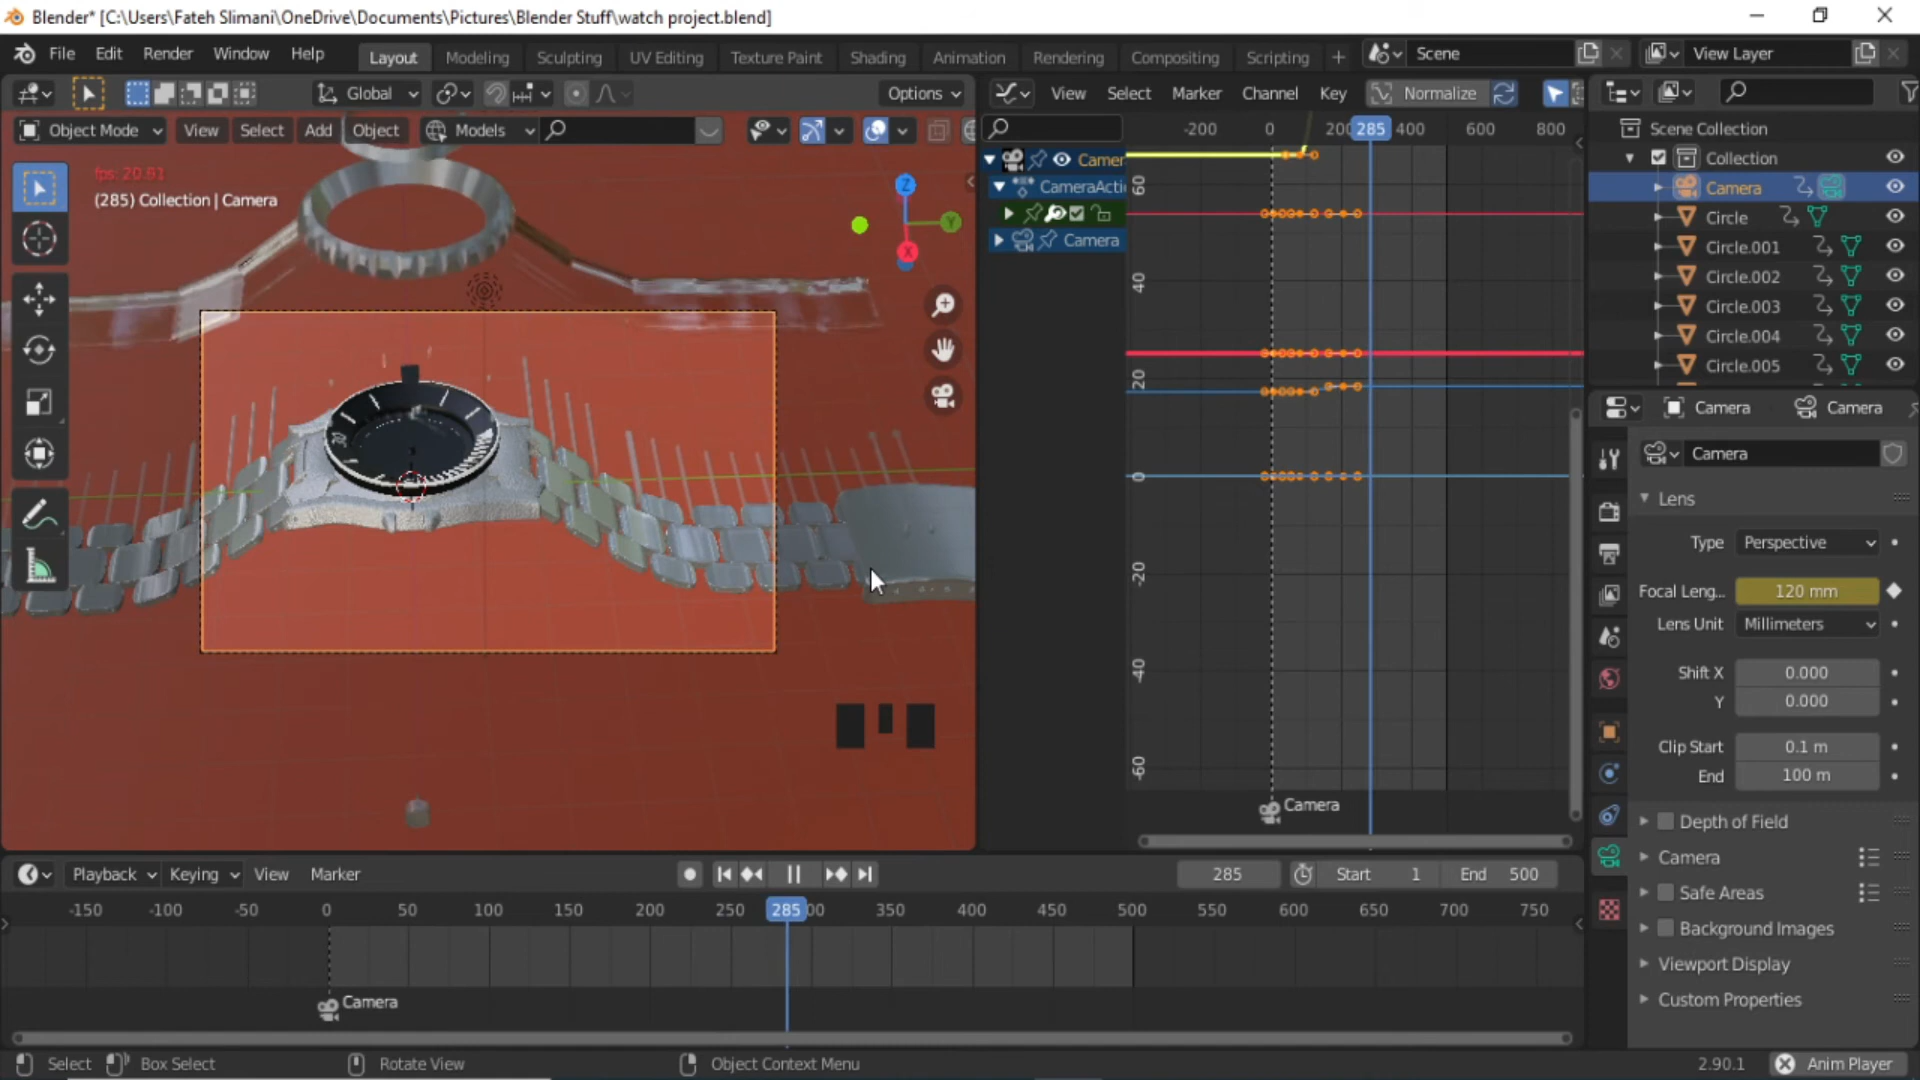 Blender* [C:\Users\Fateh Slimani\OneDrive\Documents\Pictures\Blender Stuff\watch project.blend]
File Edit Render Window Help Layout Modeling Sculpting UV Editing Texture Paint Shading Animation Rendering Compositing Scripting + Scene View Layer
Global Options View Select Marker Channel Key Normalize
Object Mode View Select Add Object Models
-200 0 200 285 400 600 800
Scene Collection
Collection
Camera
Circle
Circle.001
Circle.002
Circle.003
Circle.004
Circle.005
fps: 20.81
(285) Collection | Camera
Z
Y
X
CameraActi
Camera
60
40
20
0
-20
-40
-60
Camera
Camera Camera
Camera
Lens
Type Perspective
Focal Leng... 120 mm
Lens Unit Millimeters
Shift X 0.000
Y 0.000
Clip Start 0.1 m
End 100 m
Depth of Field
Camera
Safe Areas
Background Images
Viewport Display
Custom Properties
Playback Keying View Marker 285 Start 1 End 500
-150 -100 -50 0 50 100 150 200 250 285 350 400 450 500 550 600 650 700 750
Camera
Select Box Select Rotate View Object Context Menu 2.90.1 Anim Player